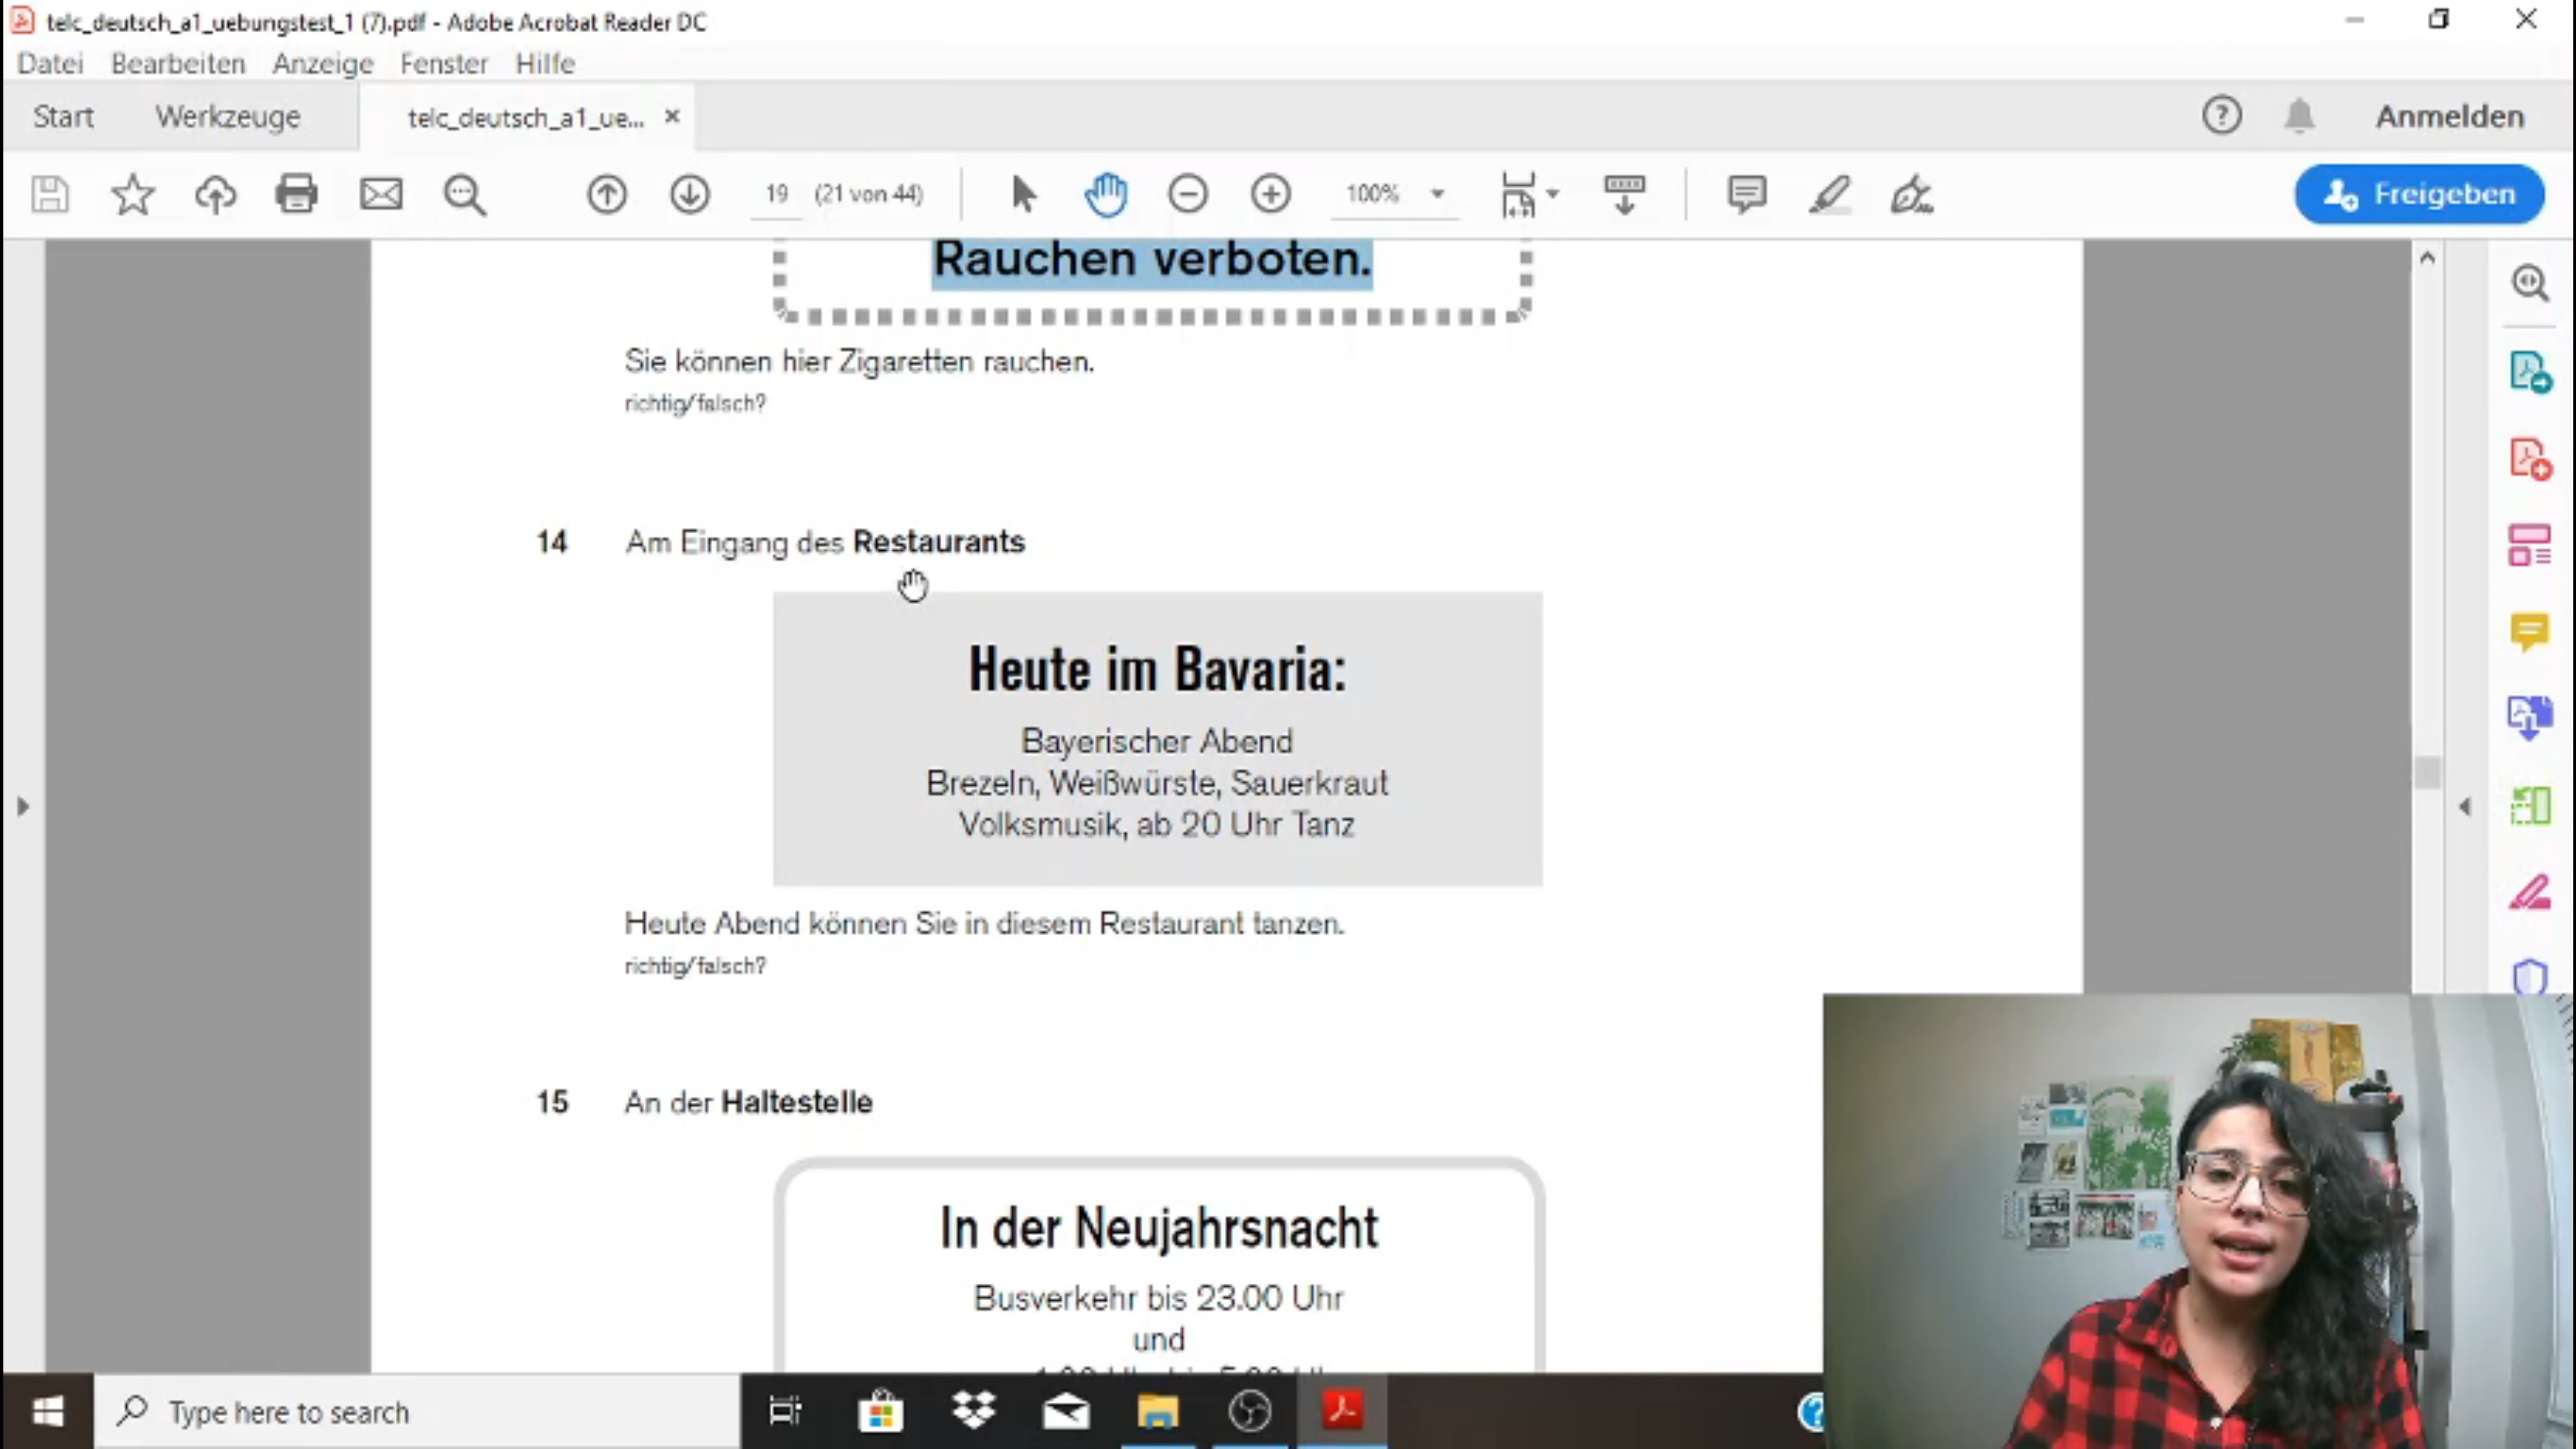 telc_deutsch_a1_uebungstest_1 (7).pdf - Adobe Acrobat Reader DC
Datei Bearbeiten Anzeige Fenster Hilfe
Start Werkzeuge telc_deutsch_a1_ue... Anmelden
19 (21 von 44) 100% Freigeben
Rauchen verboten.
Sie können hier Zigaretten rauchen.
richtig/falsch?
14 Am Eingang des Restaurants
Heute im Bavaria:
Bayerischer Abend
Brezeln, Weißwürste, Sauerkraut
Volksmusik, ab 20 Uhr Tanz
Heute Abend können Sie in diesem Restaurant tanzen.
richtig/falsch?
15 An der Haltestelle
In der Neujahrsnacht
Busverkehr bis 23.00 Uhr
und
Type here to search